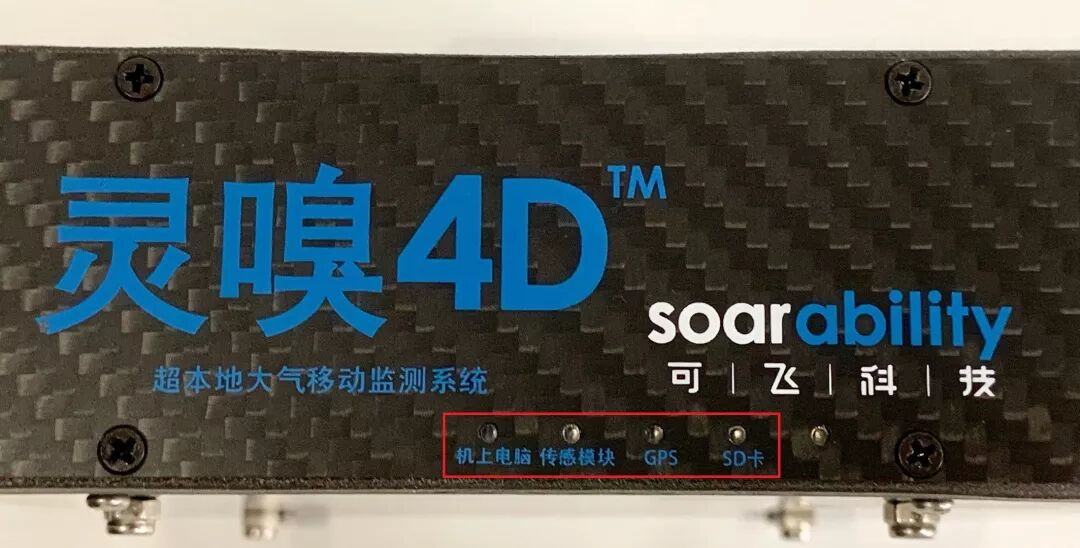 灵嗅4D™
soarability
可|飞|科|技
超本地大气移动监测系统
机上电脑 传感模块 GPS SD卡